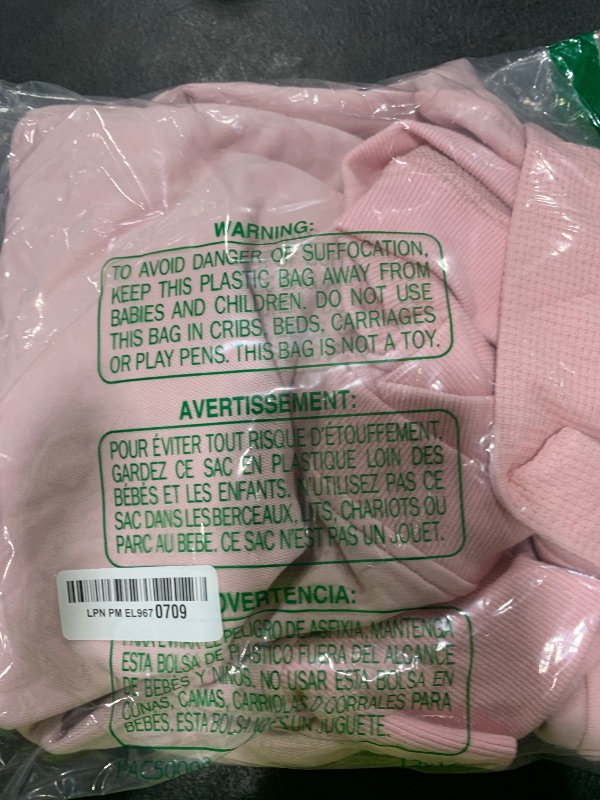 WARNING:
TO AVOID DANGER OF SUFFOCATION,
KEEP THIS PLASTIC BAG AWAY FROM
BABIES AND CHILDREN. DO NOT USE
THIS BAG IN CRIBS, BEDS, CARRIAGES
OR PLAY PENS. THIS BAG IS NOT A TOY.
AVERTISSEMENT:
POUR ÉVITER TOUT RISQUE D'ÉTOUFFEMENT
GARDEZ CE SAC EN PLASTIQUE LOIN DES
BÉBÉS ET LES ENFANTS. N'UTILISEZ PAS CE
SAC DANS LES BERCEAUX, LITS, CHARIOTS OU
PARC AU BEBE. CE SAC N'EST PAS UN JOUET.
LPN PM EL967 0709
DVERTENCIA:
PELIGRO DE ASFIXIA, MANTENGA
ESTA BOLSA DE PLASTICO FUERA DEL ALSANCE
DE BEBÉS Y NINOS. NO USAR ESTA BOLSA EN
CUNAS, CAMAS, CARRIOLAS O CORRALES PARA
BEBES. ESTA BOLSA NO ES UN JUGUETE.